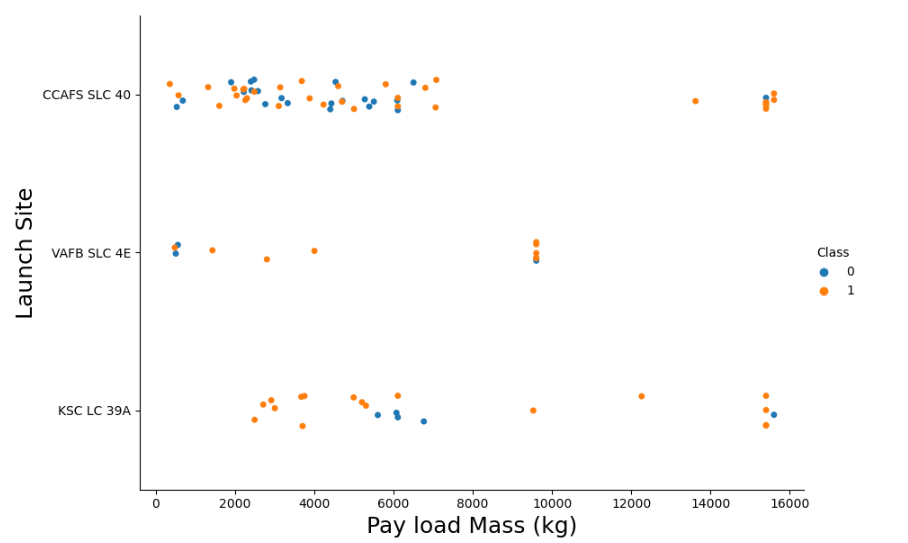 Launch Site
CCAFS SLC 40
VAFB SLC 4E
KSC LC 39A
0 2000 4000 6000 8000 10000 12000 14000 16000
Pay load Mass (kg)
Class
0
1